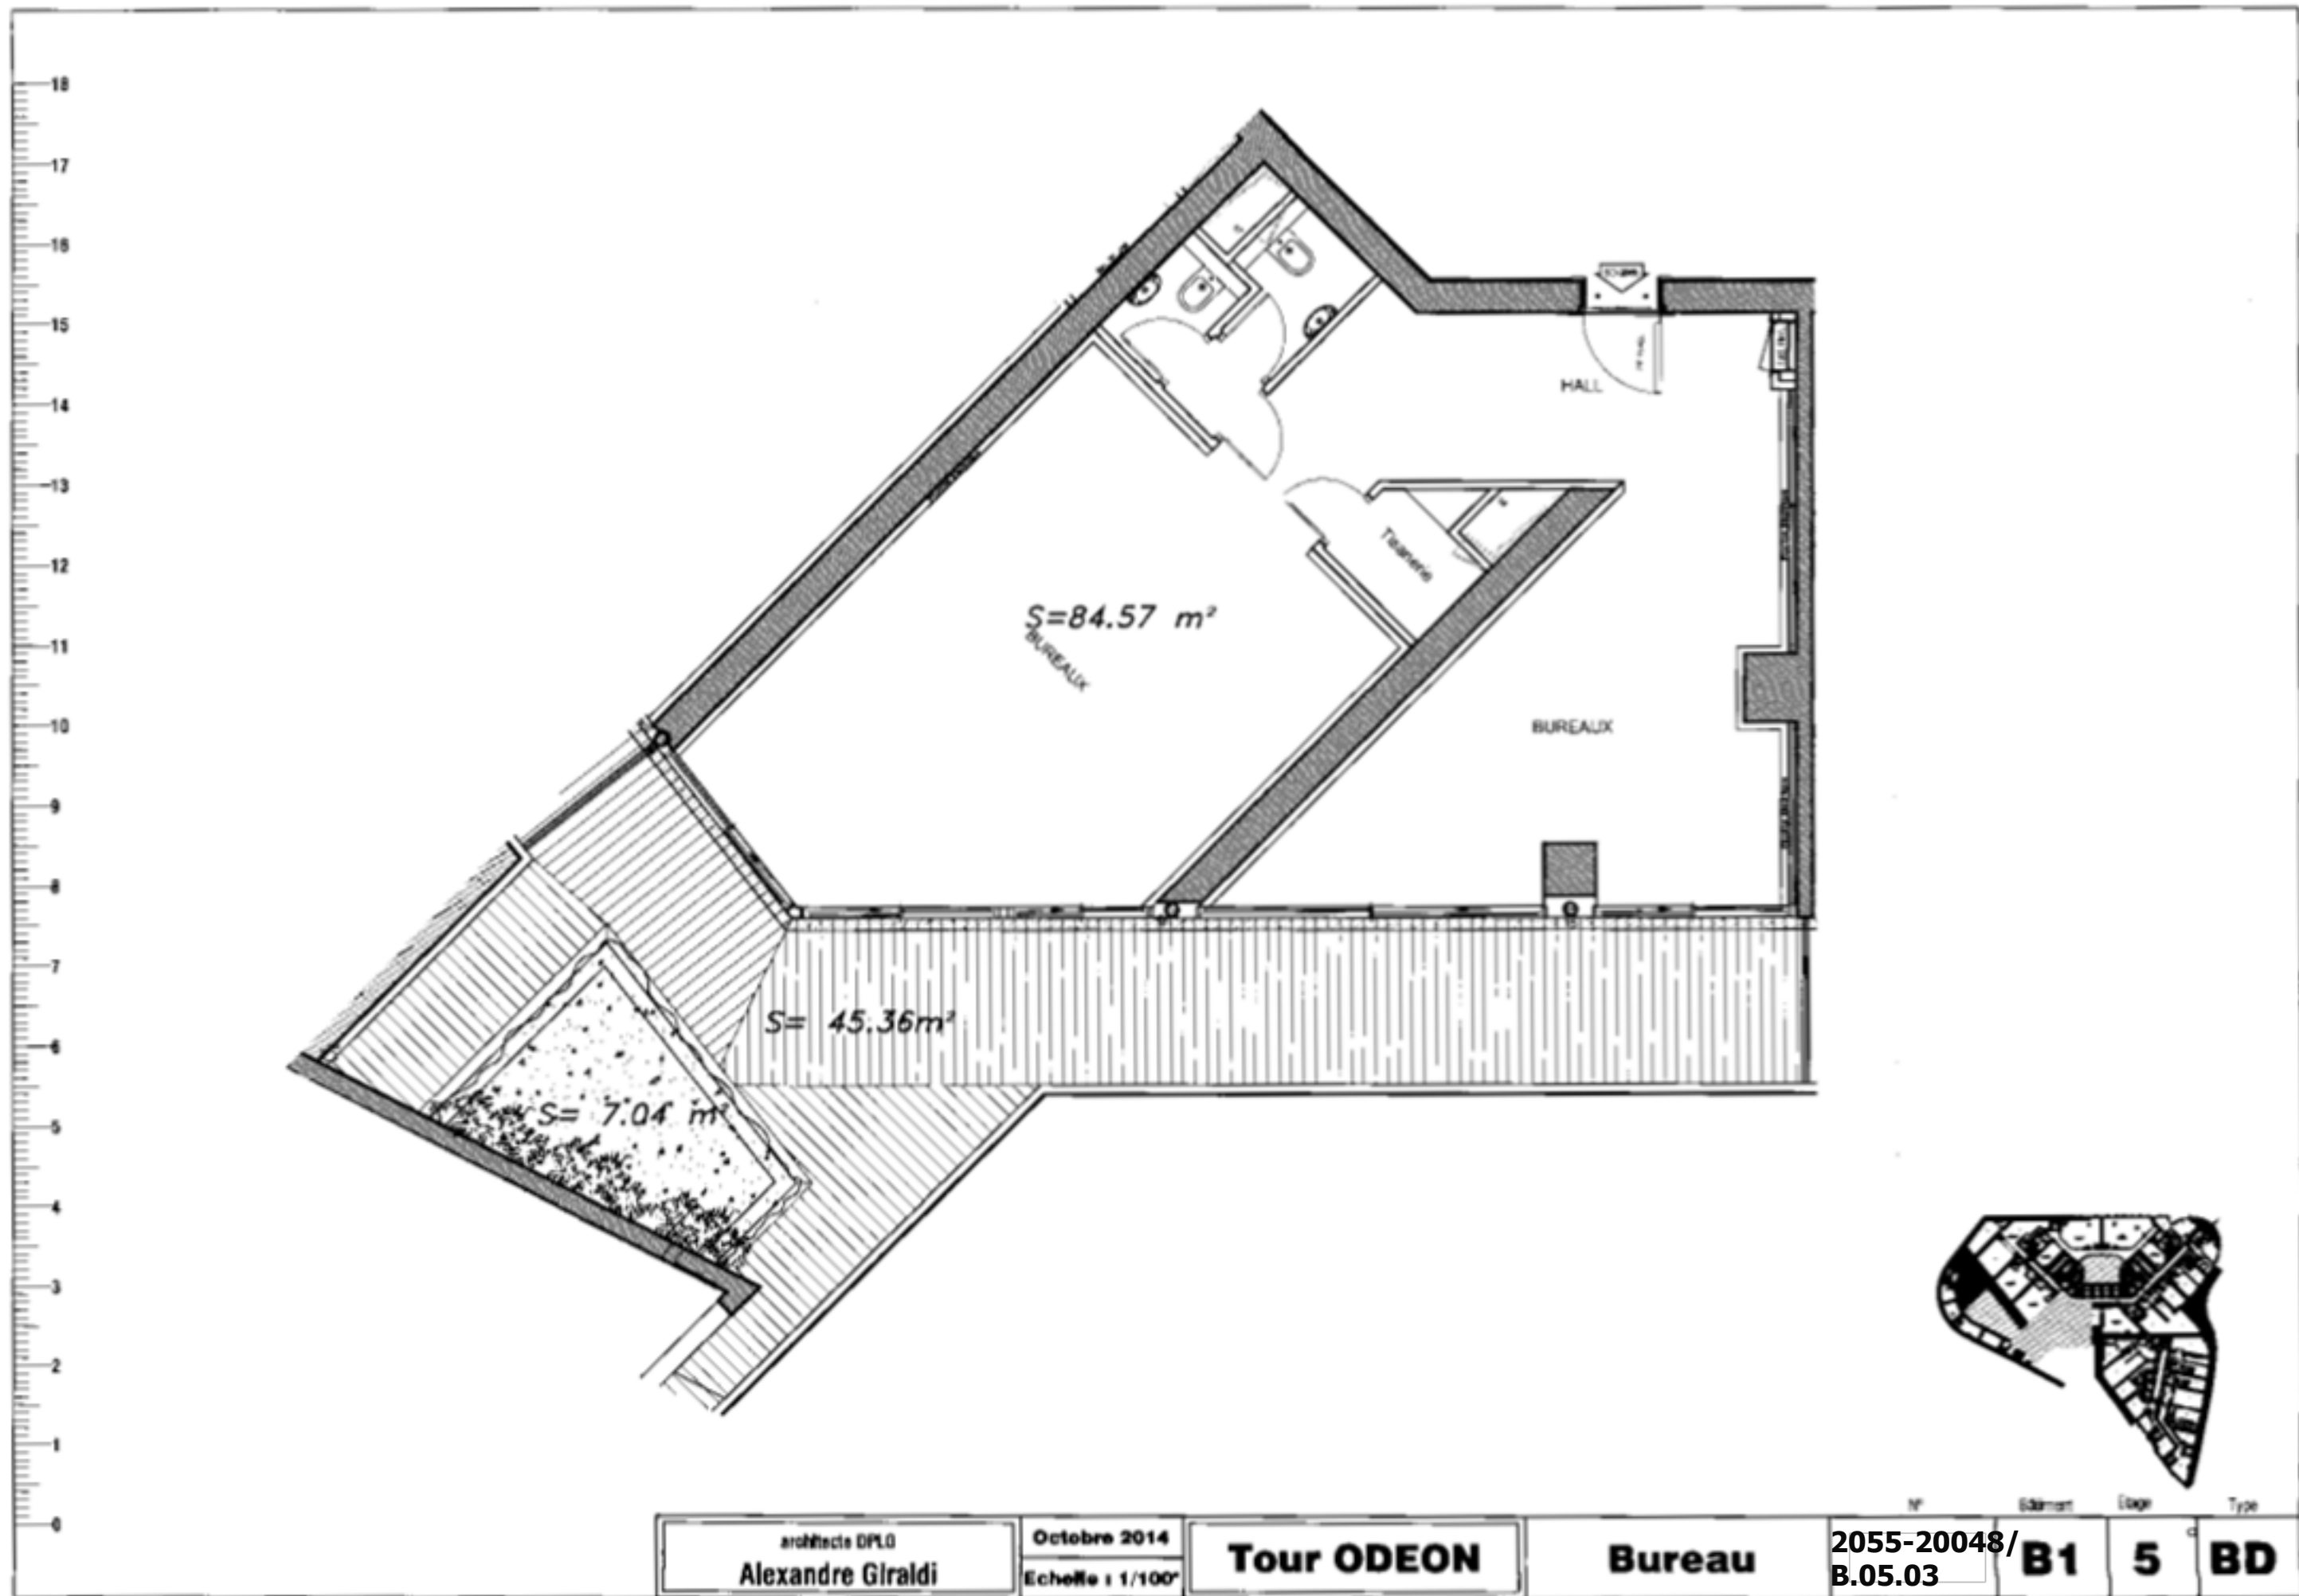 18
17
16
15
14
13
12
11
10
9
8
7
6
5
4
3
2
1
0
HALL
Tisanerie
S=84.57 m²
BUREAUX
BUREAUX
S= 45.36m²
S= 7.04 m²
N° Bâtiment Etage Type
architecte DPLG
Alexandre Giraldi
Octobre 2014
Echelle : 1/100°
Tour ODEON
Bureau
2055-20048/
B.05.03
B1
5
BD